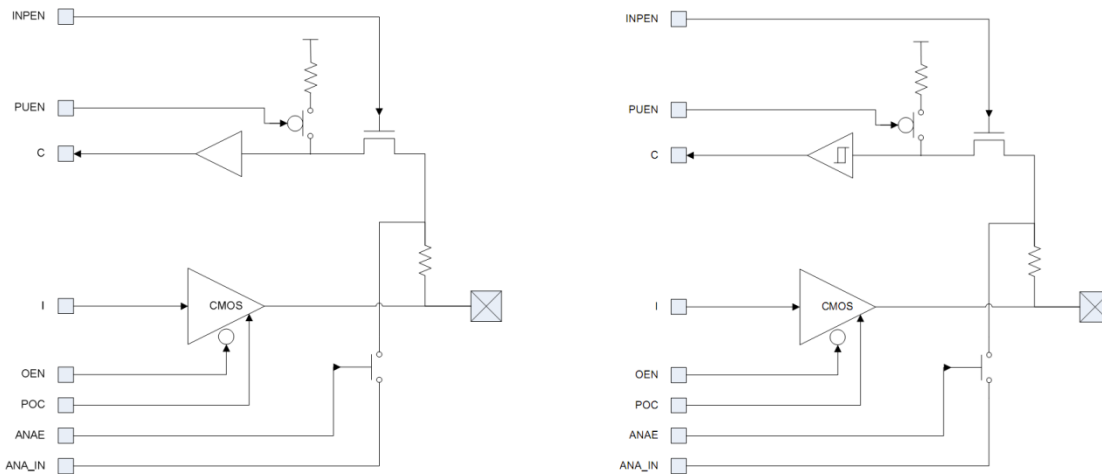 INPEN
PUEN
C
I
CMOS
OEN
POC
ANAE
ANA_IN
INPEN
PUEN
C
I
CMOS
OEN
POC
ANAE
ANA_IN